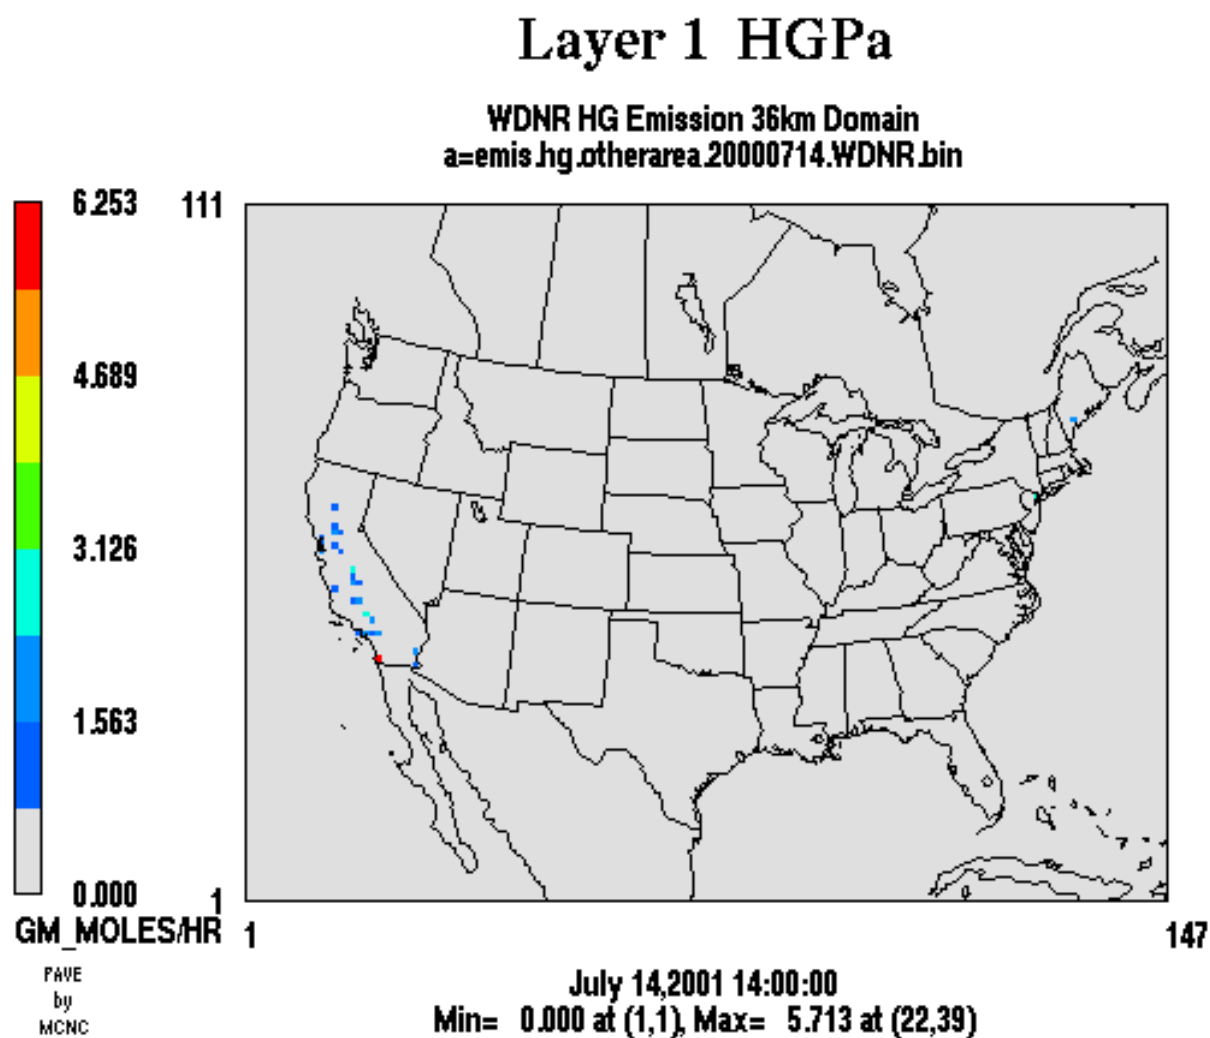 Layer 1 HGPa
WDNR HG Emission 36km Domain
a=emis.hg.otherarea.20000714.WDNR.bin
6.253
111
4.689
3.126
1.563
0.000
1
GM_MOLES/HR
1
147
PAVE
by
MCNC
July 14,2001 14:00:00
Min= 0.000 at (1,1), Max= 5.713 at (22,39)